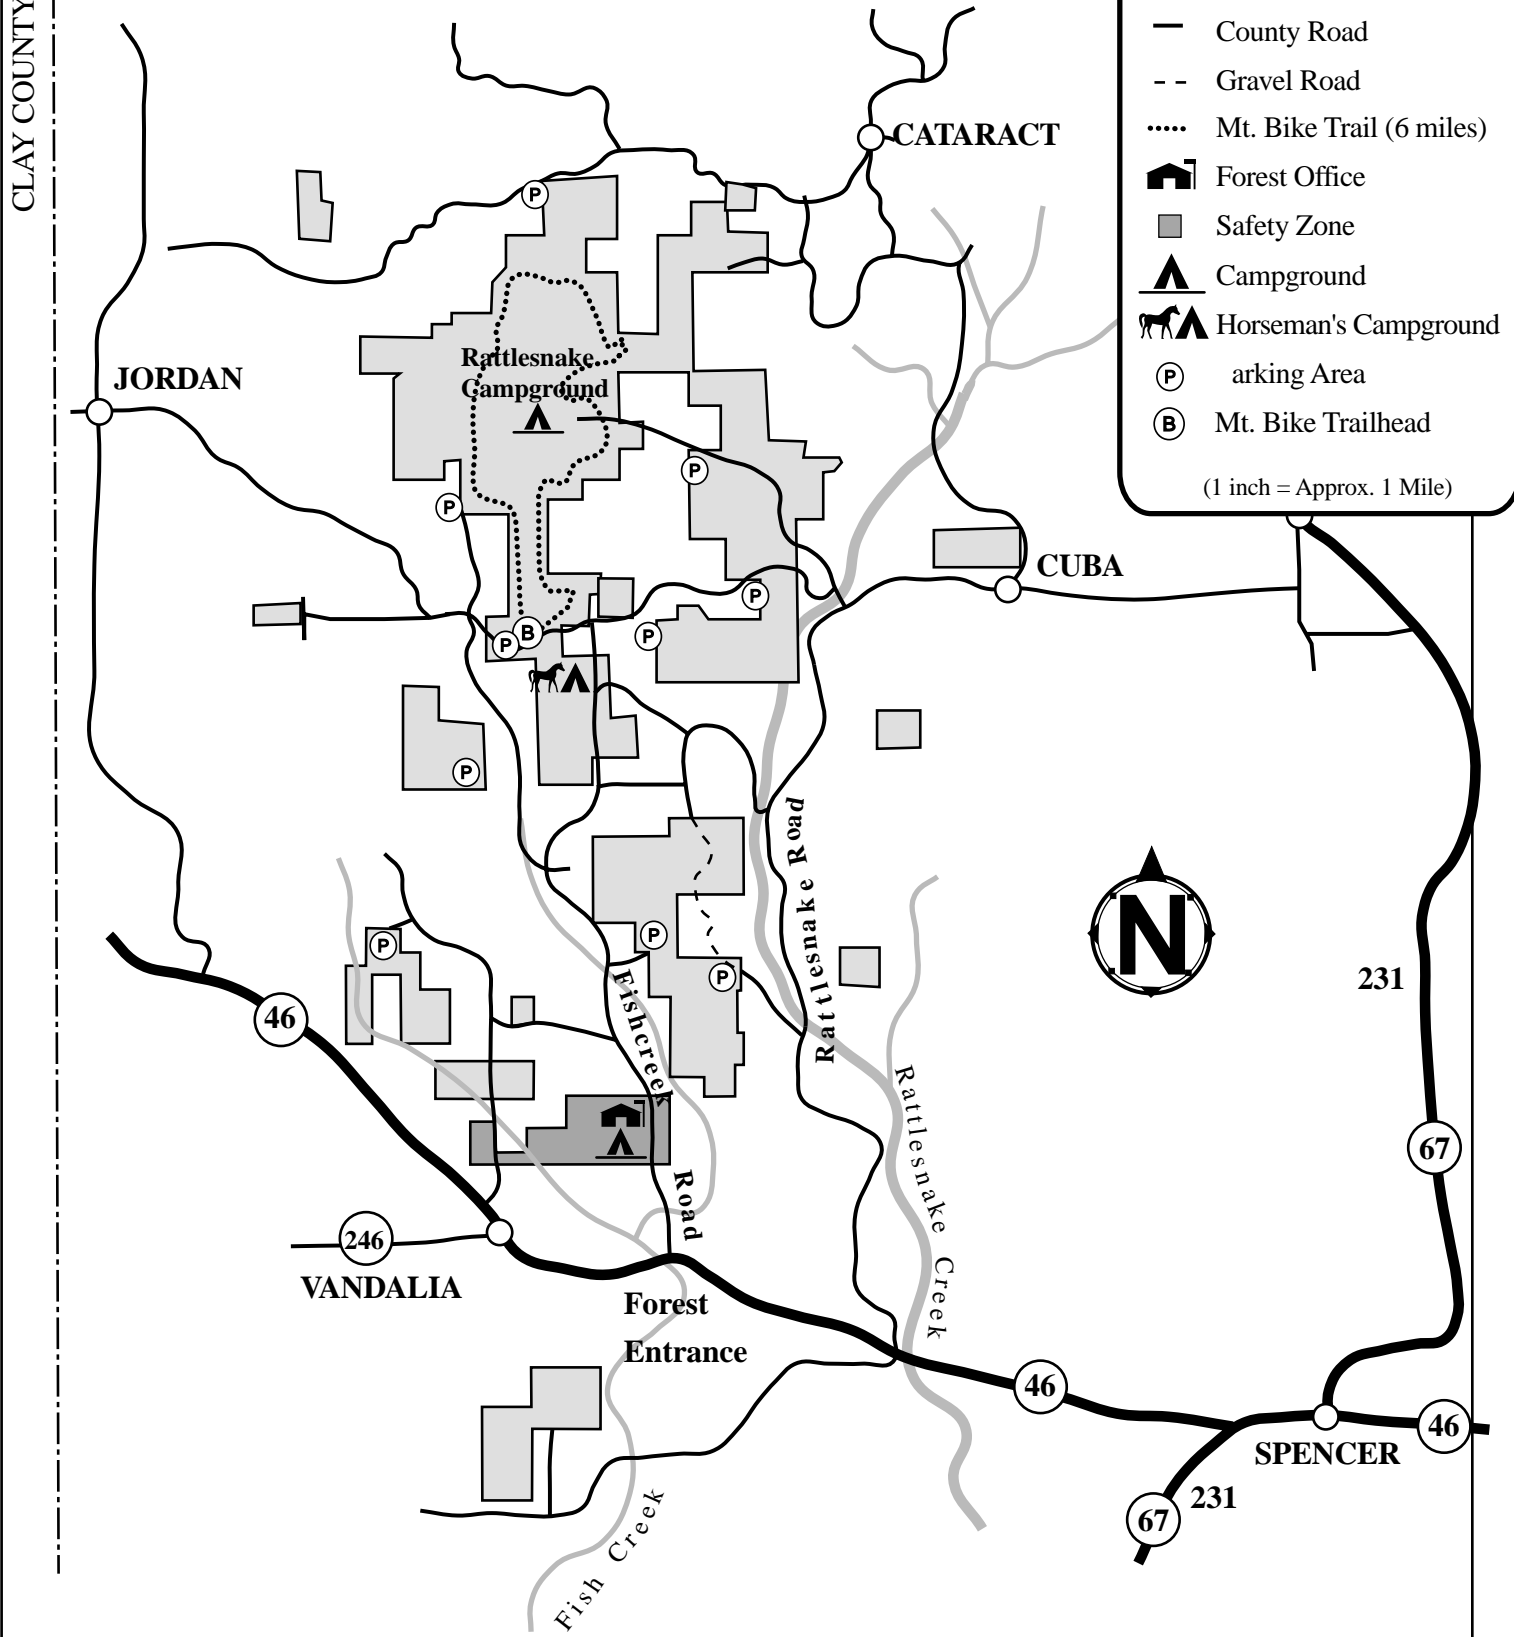 CLAY COUNTY
County Road
Gravel Road
Mt. Bike Trail (6 miles)
Forest Office
Safety Zone
Campground
Horseman's Campground
P arking Area
B Mt. Bike Trailhead
(1 inch = Approx. 1 Mile)
CATARACT
P
Rattlesnake
Campground
JORDAN
P
P
CUBA
P
B
P
P
P
Rattlesnake Road
N
P
P
P
231
46
Fishcreek
Road
Rattlesnake Creek
67
246
VANDALIA
Forest
Entrance
46
46
SPENCER
231
67
Fish Creek